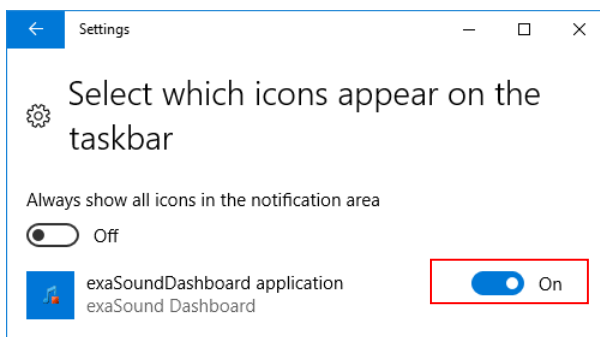 Settings
Select which icons appear on the
taskbar
Always show all icons in the notification area
Off
exaSoundDashboard application
On
exaSound Dashboard